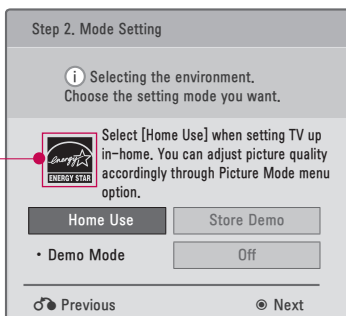 Step 2. Mode Setting
i Selecting the environment.
Choose the setting mode you want.
energy
ENERGY STAR
Select [Home Use] when setting TV up
in-home. You can adjust picture quality
accordingly through Picture Mode menu
option.
Home Use Store Demo
• Demo Mode Off
Previous Next